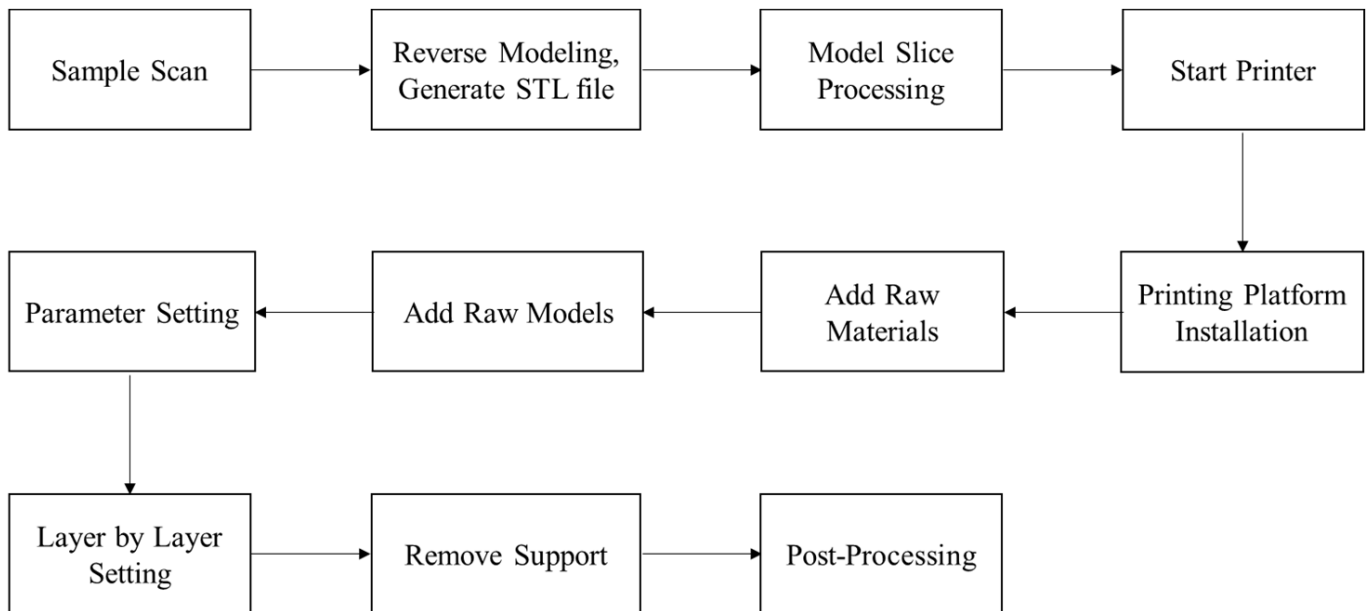 Sample Scan
Reverse Modeling,
Generate STL file
Model Slice
Processing
Start Printer
Printing Platform
Installation
Add Raw
Materials
Add Raw Models
Parameter Setting
Layer by Layer
Setting
Remove Support
Post-Processing